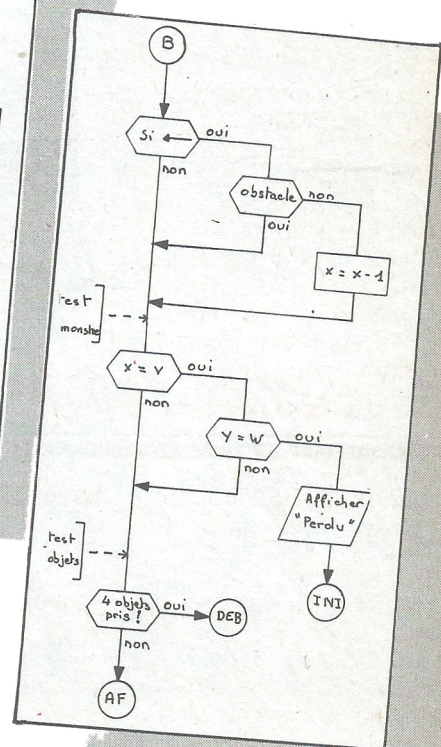 B
Si ← oui
non
obstacle non
oui
x = x - 1
test
monstre
X = V oui
non
Y = W oui
non
Afficher
"Perdu"
test
objets
INI
4 objets
pris ? oui
DEB
non
AF